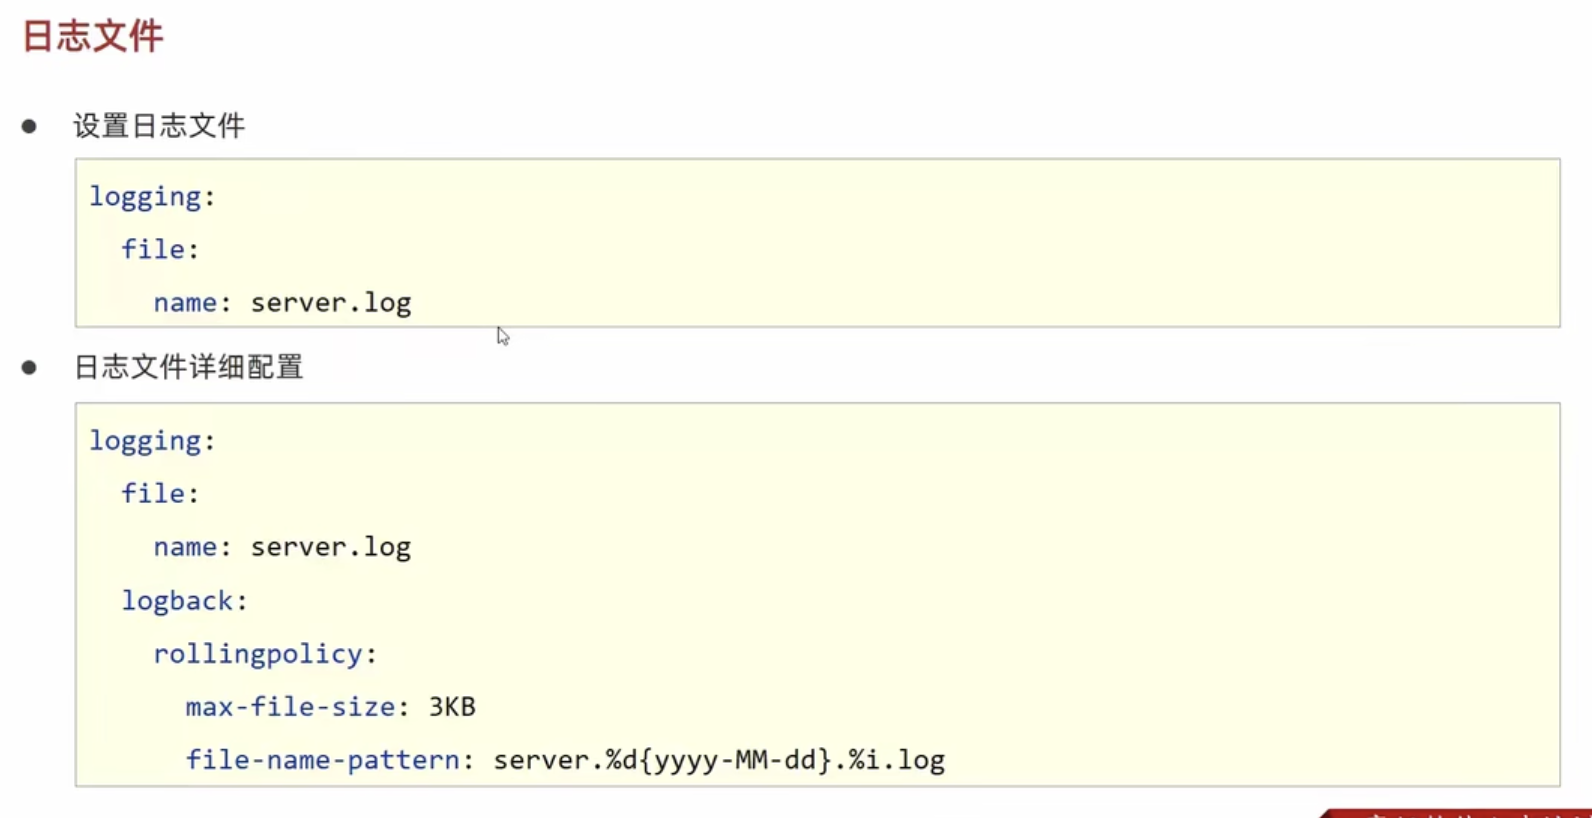 日志文件
● 设置日志文件
logging:
  file:
    name: server.log
● 日志文件详细配置
logging:
  file:
    name: server.log
  logback:
    rollingpolicy:
      max-file-size: 3KB
      file-name-pattern: server.%d{yyyy-MM-dd}.%i.log